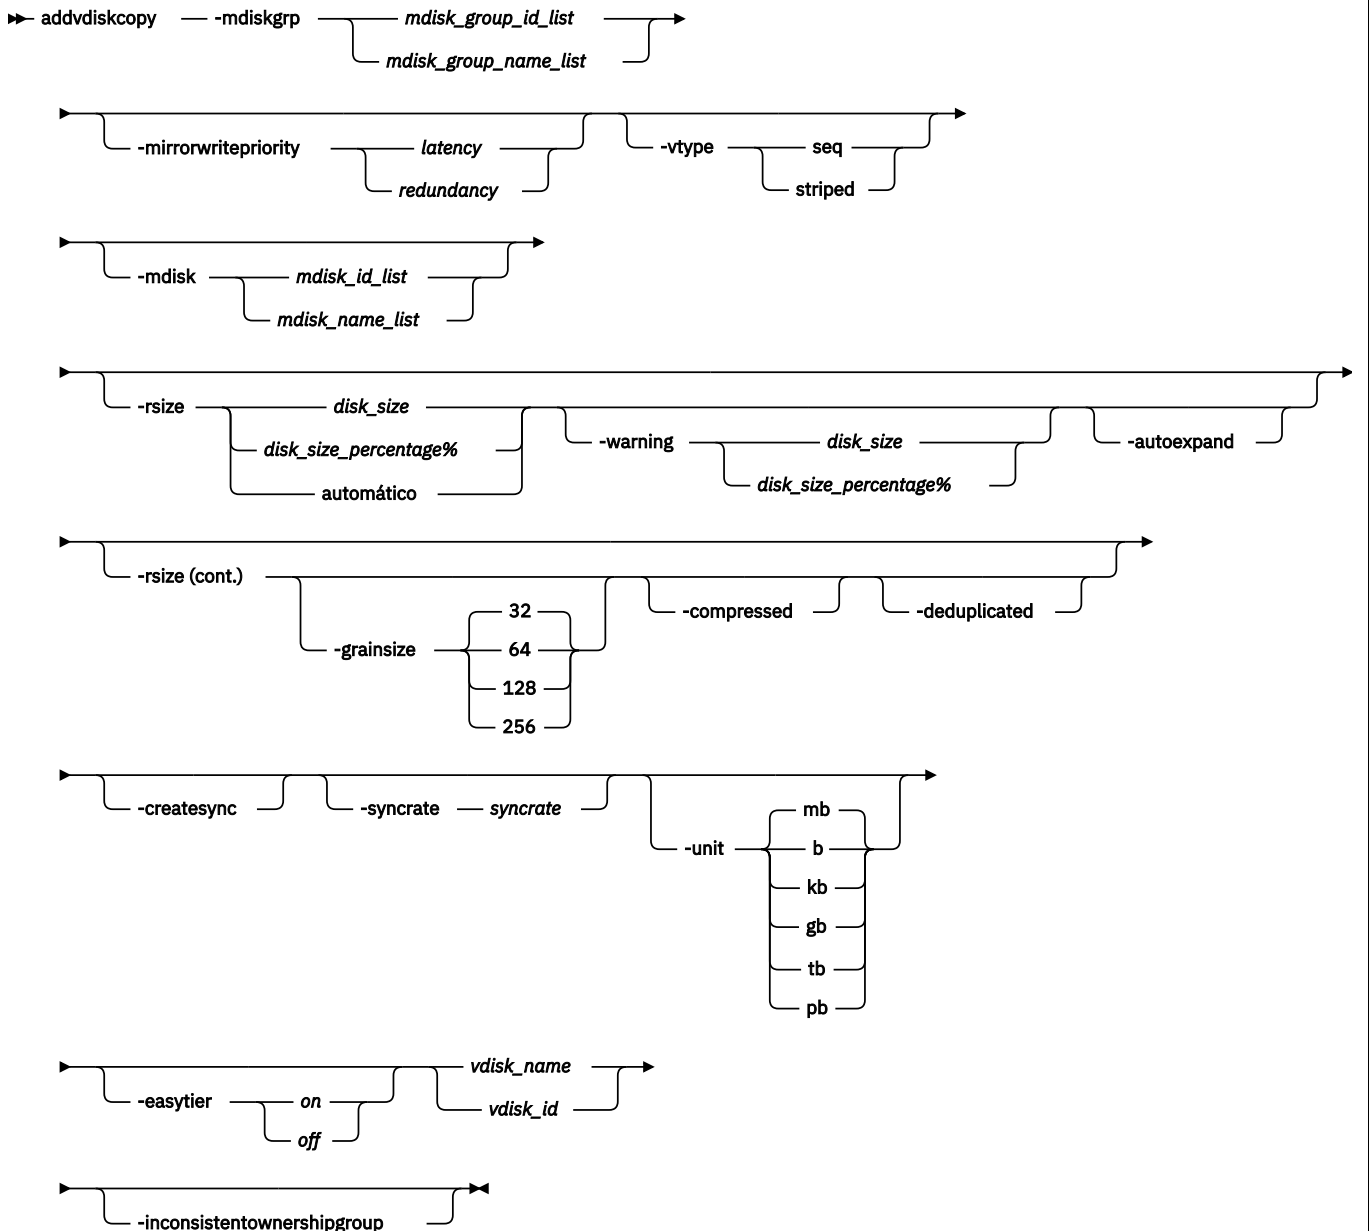 addvdiskcopy -mdiskgrp mdisk_group_id_list
mdisk_group_name_list
-mirrorwritepriority latency -vtype seq
redundancy striped
-mdisk mdisk_id_list
mdisk_name_list
-rsize disk_size
disk_size_percentage% -warning disk_size -autoexpand
automático disk_size_percentage%
-rsize (cont.)
32 -compressed -deduplicated
-grainsize 64
128
256
-createsync -syncrate syncrate mb
-unit b
kb
gb
tb
pb
vdisk_name
-easytier on vdisk_id
off
-inconsistentownershipgroup